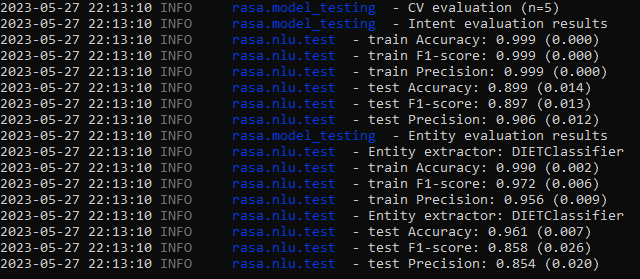 2023-05-27 22:13:10 INFO     rasa.model_testing  - CV evaluation (n=5)
2023-05-27 22:13:10 INFO     rasa.model_testing  - Intent evaluation results
2023-05-27 22:13:10 INFO     rasa.nlu.test  - train Accuracy: 0.999 (0.000)
2023-05-27 22:13:10 INFO     rasa.nlu.test  - train F1-score: 0.999 (0.000)
2023-05-27 22:13:10 INFO     rasa.nlu.test  - train Precision: 0.999 (0.000)
2023-05-27 22:13:10 INFO     rasa.nlu.test  - test Accuracy: 0.899 (0.014)
2023-05-27 22:13:10 INFO     rasa.nlu.test  - test F1-score: 0.897 (0.013)
2023-05-27 22:13:10 INFO     rasa.nlu.test  - test Precision: 0.906 (0.012)
2023-05-27 22:13:10 INFO     rasa.model_testing  - Entity evaluation results
2023-05-27 22:13:10 INFO     rasa.nlu.test  - Entity extractor: DIETClassifier
2023-05-27 22:13:10 INFO     rasa.nlu.test  - train Accuracy: 0.990 (0.002)
2023-05-27 22:13:10 INFO     rasa.nlu.test  - train F1-score: 0.972 (0.006)
2023-05-27 22:13:10 INFO     rasa.nlu.test  - train Precision: 0.956 (0.009)
2023-05-27 22:13:10 INFO     rasa.nlu.test  - Entity extractor: DIETClassifier
2023-05-27 22:13:10 INFO     rasa.nlu.test  - test Accuracy: 0.961 (0.007)
2023-05-27 22:13:10 INFO     rasa.nlu.test  - test F1-score: 0.858 (0.026)
2023-05-27 22:13:10 INFO     rasa.nlu.test  - test Precision: 0.854 (0.020)